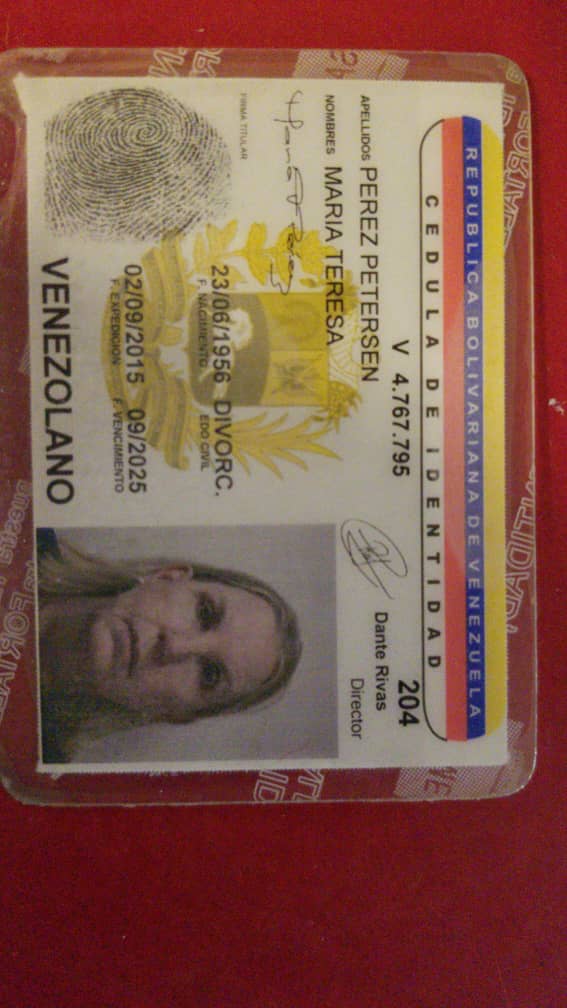 REPUBLICA BOLIVARIANA DE VENEZUELA
CEDULA DE IDENTIDAD
V 4.767.795
204
APELLIDOS PEREZ PETERSEN
NOMBRES MARIA TERESA
Dante Rivas
Director
FIRMA TITULAR
23/06/1956 DIVORC.
F. NACIMIENTO EDO CIVIL
02/09/2015 09/2025
F. EXPEDICION F. VENCIMIENTO
VENEZOLANO